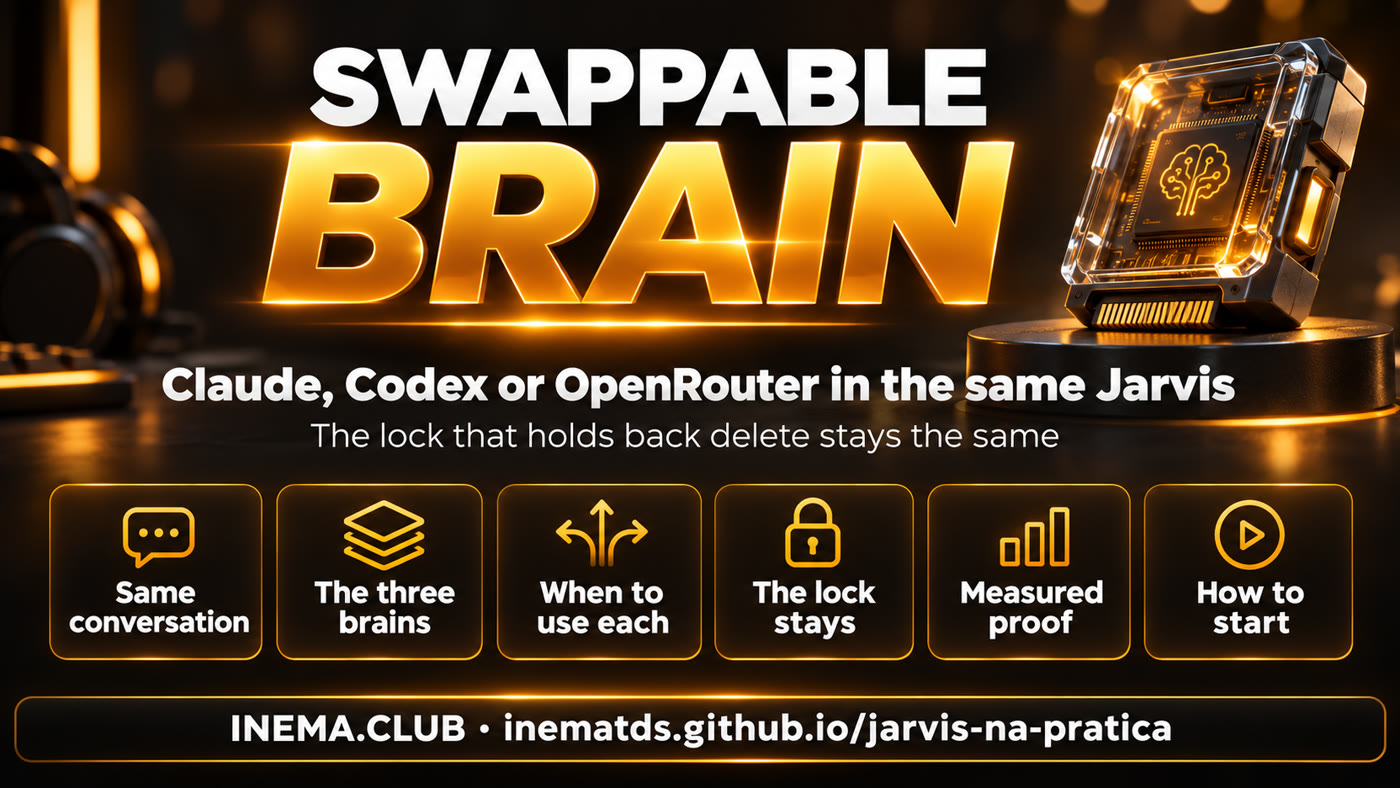 SWAPPABLE
BRAIN
Claude, Codex or OpenRouter in the same Jarvis
The lock that holds back delete stays the same
Same
conversation
The three
brains
When to
use each
The lock
stays
Measured
proof
How to
start
INEMA.CLUB • inematds.github.io/jarvis-na-pratica